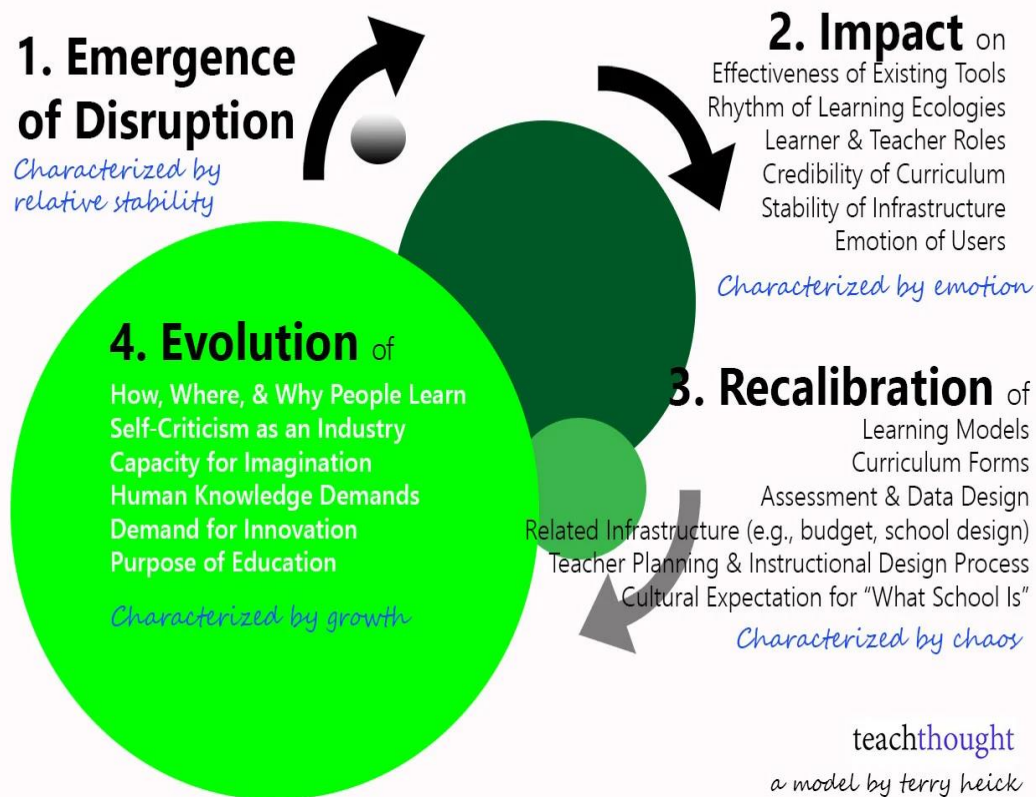 1. Emergence
of Disruption
Characterized by
relative stability
2. Impact on
Effectiveness of Existing Tools
Rhythm of Learning Ecologies
Learner & Teacher Roles
Credibility of Curriculum
Stability of Infrastructure
Emotion of Users
Characterized by emotion
3. Recalibration of
Learning Models
Curriculum Forms
Assessment & Data Design
Related Infrastructure (e.g., budget, school design)
Teacher Planning & Instructional Design Process
Cultural Expectation for "What School Is"
Characterized by chaos
4. Evolution of
How, Where, & Why People Learn
Self-Criticism as an Industry
Capacity for Imagination
Human Knowledge Demands
Demand for Innovation
Purpose of Education
Characterized by growth
teachthought
a model by terry heick